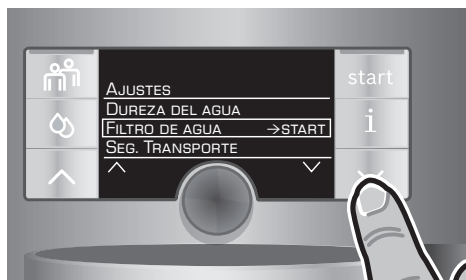 AJUSTES
DUREZA DEL AGUA
FILTRO DE AGUA →START
SEG. TRANSPORTE
start
i